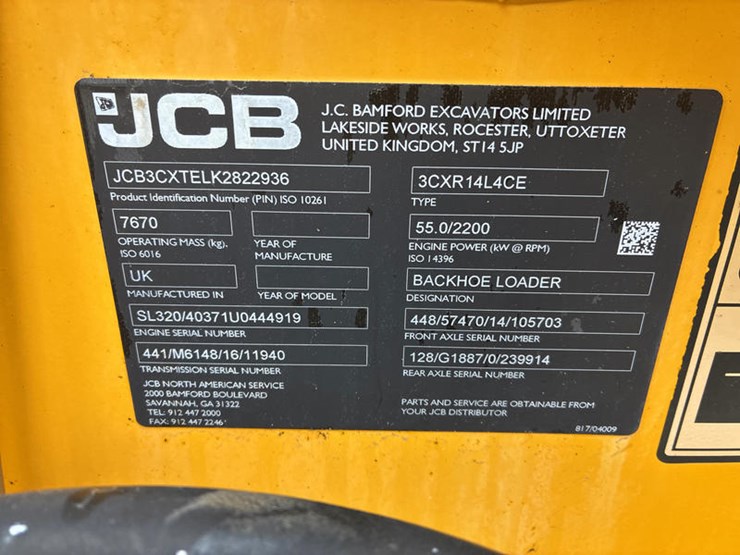 JCB
J.C. BAMFORD EXCAVATORS LIMITED
LAKESIDE WORKS, ROCESTER, UTTOXETER
UNITED KINGDOM, ST14 5JP
JCB3CXTELK2822936
Product Identification Number (PIN) ISO 10261
3CXR14L4CE
TYPE
7670
OPERATING MASS (kg),
ISO 6016
YEAR OF
MANUFACTURE
55.0/2200
ENGINE POWER (kW @ RPM)
ISO 14396
UK
MANUFACTURED IN
YEAR OF MODEL
BACKHOE LOADER
DESIGNATION
SL320/40371U0444919
ENGINE SERIAL NUMBER
448/57470/14/105703
FRONT AXLE SERIAL NUMBER
441/M6148/16/11940
TRANSMISSION SERIAL NUMBER
128/G1887/0/239914
REAR AXLE SERIAL NUMBER
JCB NORTH AMERICAN SERVICE
2000 BAMFORD BOULEVARD
SAVANNAH, GA 31322
TEL: 912 447 2000
FAX: 912 447 2246
PARTS AND SERVICE ARE OBTAINABLE FROM
YOUR JCB DISTRIBUTOR
817/04009